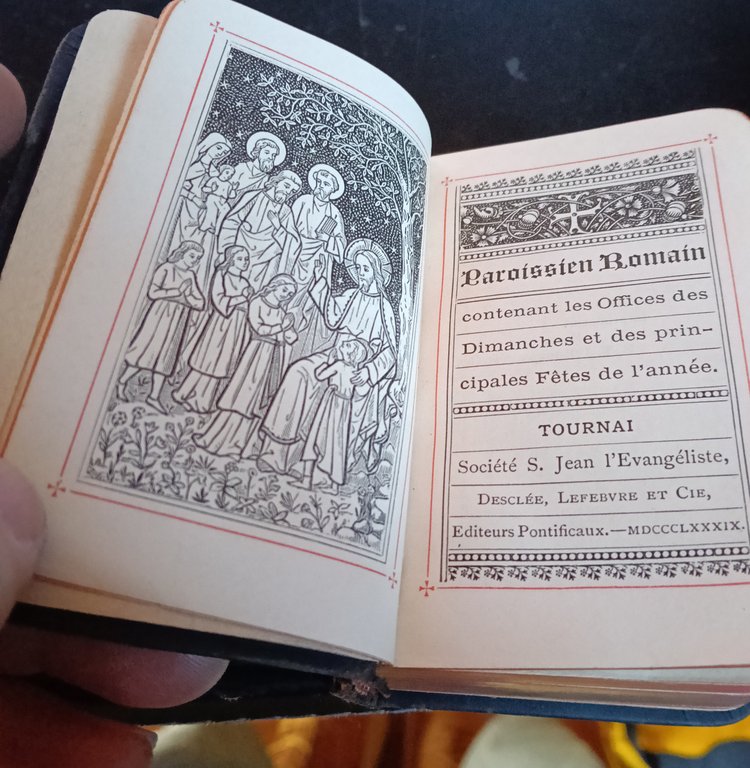 Paroissien Romain
contenant les Offices des
Dimanches et des prin-
cipales Fêtes de l'année.
TOURNAI
Société S. Jean l'Evangéliste,
DESCLÉE, LEFEBVRE ET CIE,
Editeurs Pontificaux.—MDCCCLXXXIX.